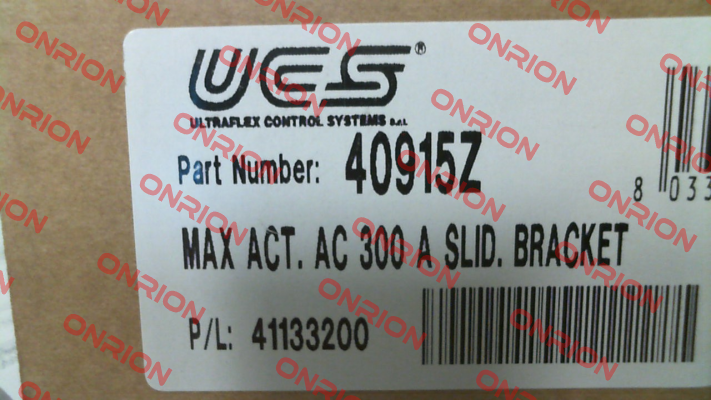 UCS®
ULTRAFLEX CONTROL SYSTEMS s.r.l.
Part Number: 40915Z
8 033
MAX ACT. AC 300 A SLID. BRACKET
P/L: 41133200
ONRION